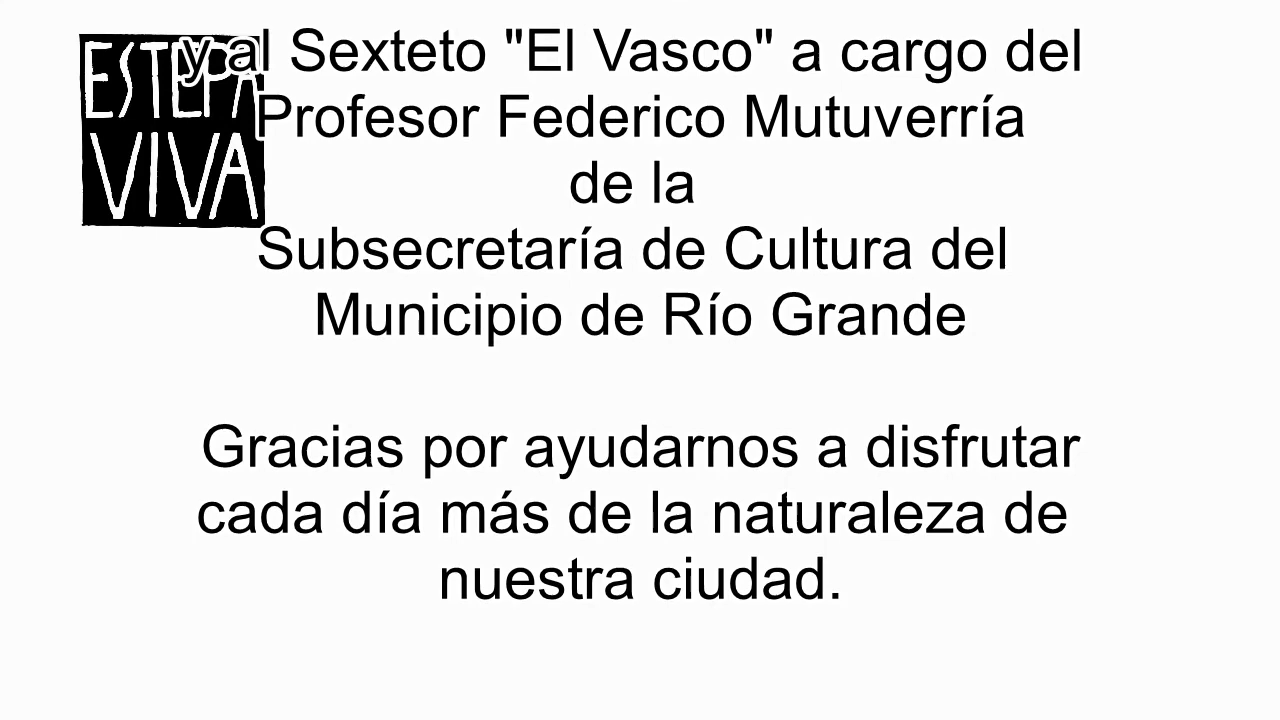 ESTEPA
VIVA
y al Sexteto "El Vasco" a cargo del
Profesor Federico Mutuverría
de la
Subsecretaría de Cultura del
Municipio de Río Grande
Gracias por ayudarnos a disfrutar
cada día más de la naturaleza de
nuestra ciudad.